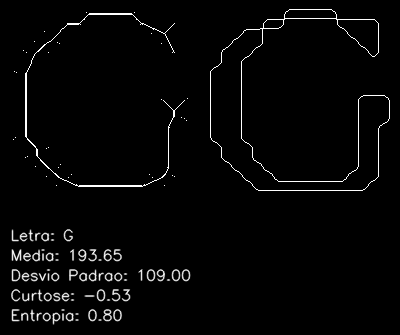 G G
Letra: G
Media: 193.65
Desvio Padrao: 109.00
Curtose: −0.53
Entropia: 0.80